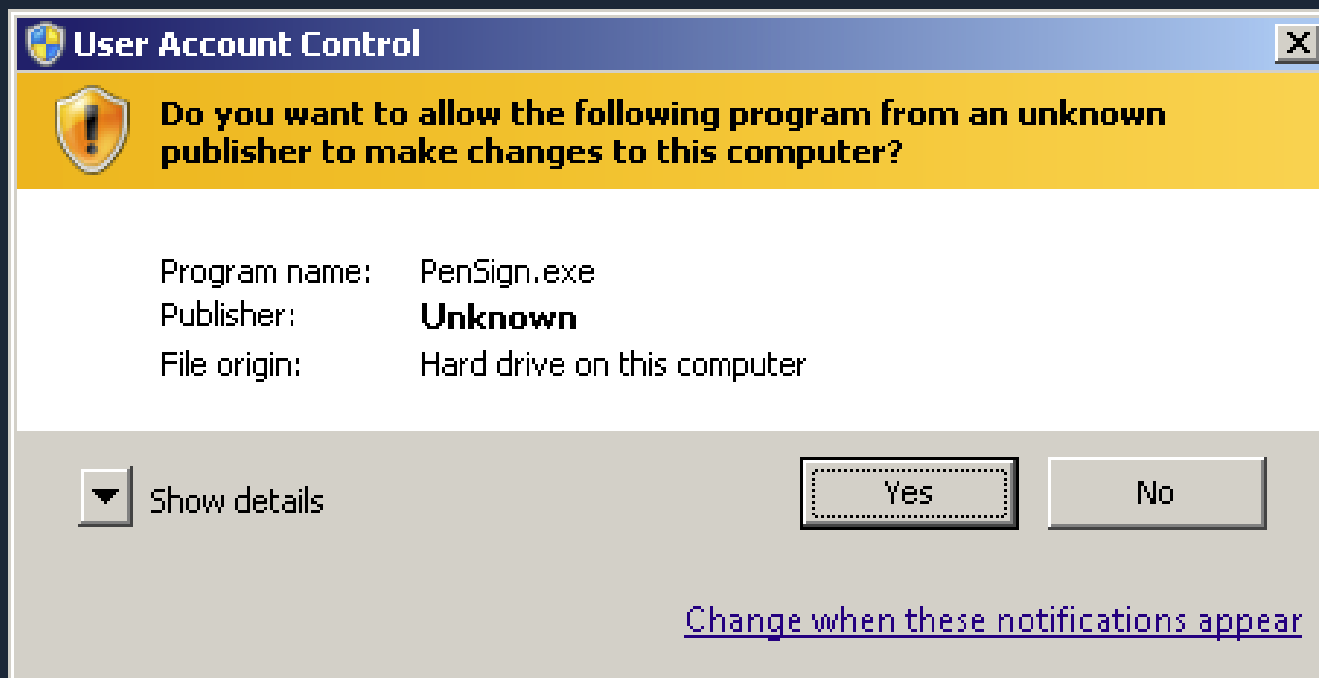 User Account Control
Do you want to allow the following program from an unknown
publisher to make changes to this computer?
Program name: PenSign.exe
Publisher: Unknown
File origin: Hard drive on this computer
Show details
Yes
No
Change when these notifications appear